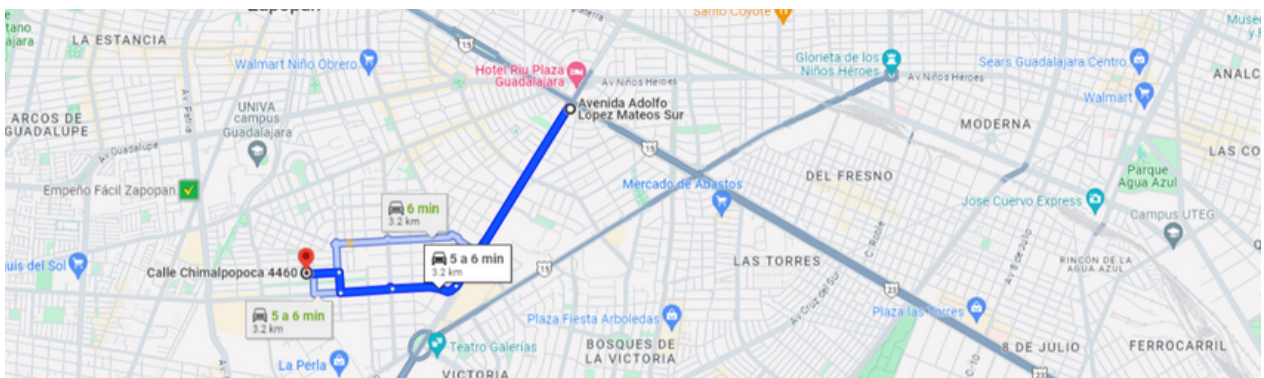 Zapopan
Santo Coyote
LA ESTANCIA
15
Walmart Niño Obrero
Hotel Riu Plaza
Guadalajara
Av Niños Héroes
Glorieta de los
Niños Héroes
Av Niños Héroes
Sears Guadalajara Centro
ANALC
Av. Patria
UNIVA
campus
Guadalajara
Avenida Adolfo
López Mateos Sur
Walmart
ARCOS DE
GUADALUPE
Av Guadalupe
MODERNA
LAS CO
15
Parque
Agua Azul
Empeño Fácil Zapopan
Mercado de Abastos
DEL FRESNO
Jose Cuervo Express
6 min
3.2 km
Campus UTEG
C. Roble
5 a 6 min
3.2 km
uis del Sol
Calle Chimalpopoca 4460
15
LAS TORRES
Av 8 de Julio
RINCÓN DE LA
AGUA AZUL
23
Av Cruz del Sur
5 a 6 min
3.2 km
Plaza Fiesta Arboledas
Plaza las Torres
Teatro Galerías
BOSQUES DE
LA VICTORIA
8 DE JULIO
FERROCARRIL
La Perla
C. 10
23
VICTORIA